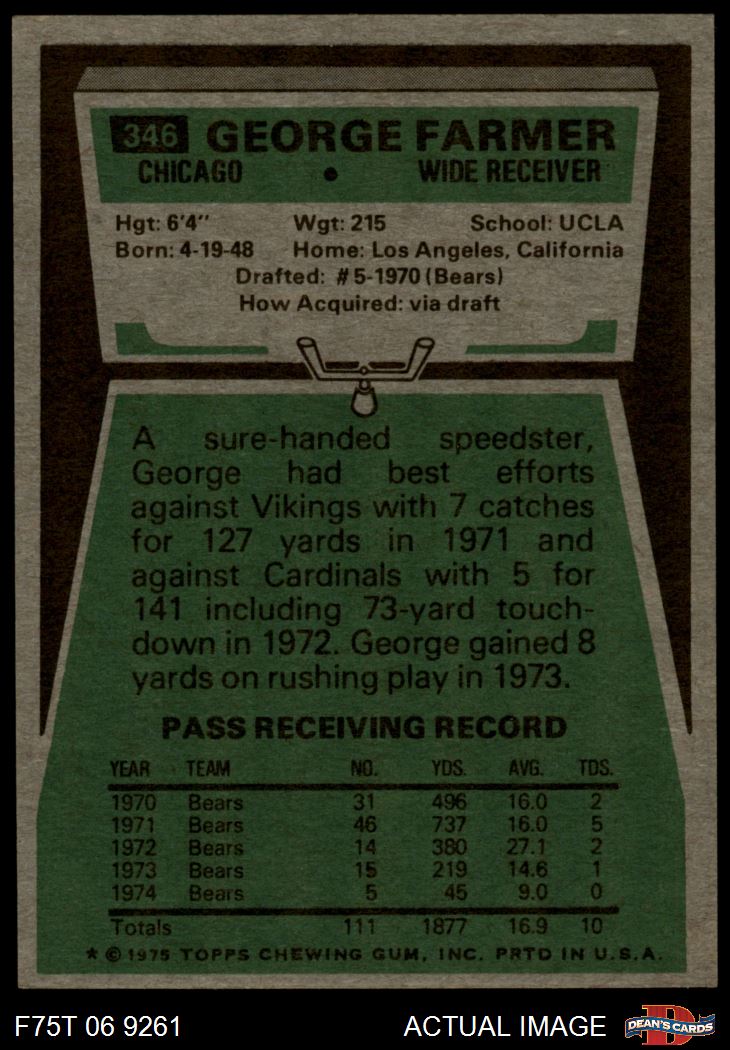 346 GEORGE FARMER
CHICAGO • WIDE RECEIVER
Hgt: 6'4" Wgt: 215 School: UCLA
Born: 4-19-48 Home: Los Angeles, California
Drafted: #5-1970 (Bears)
How Acquired: via draft
A sure-handed speedster,
George had best efforts
against Vikings with 7 catches
for 127 yards in 1971 and
against Cardinals with 5 for
141 including 73-yard touch-
down in 1972. George gained 8
yards on rushing play in 1973.
PASS RECEIVING RECORD
YEAR TEAM NO. YDS. AVG. TDS.
1970 Bears 31 496 16.0 2
1971 Bears 46 737 16.0 5
1972 Bears 14 380 27.1 2
1973 Bears 15 219 14.6 1
1974 Bears 5 45 9.0 0
Totals 111 1877 16.9 10
* © 1975 TOPPS CHEWING GUM, INC. PRTD IN U.S.A.
F75T 06 9261 ACTUAL IMAGE D DEAN'S CARDS